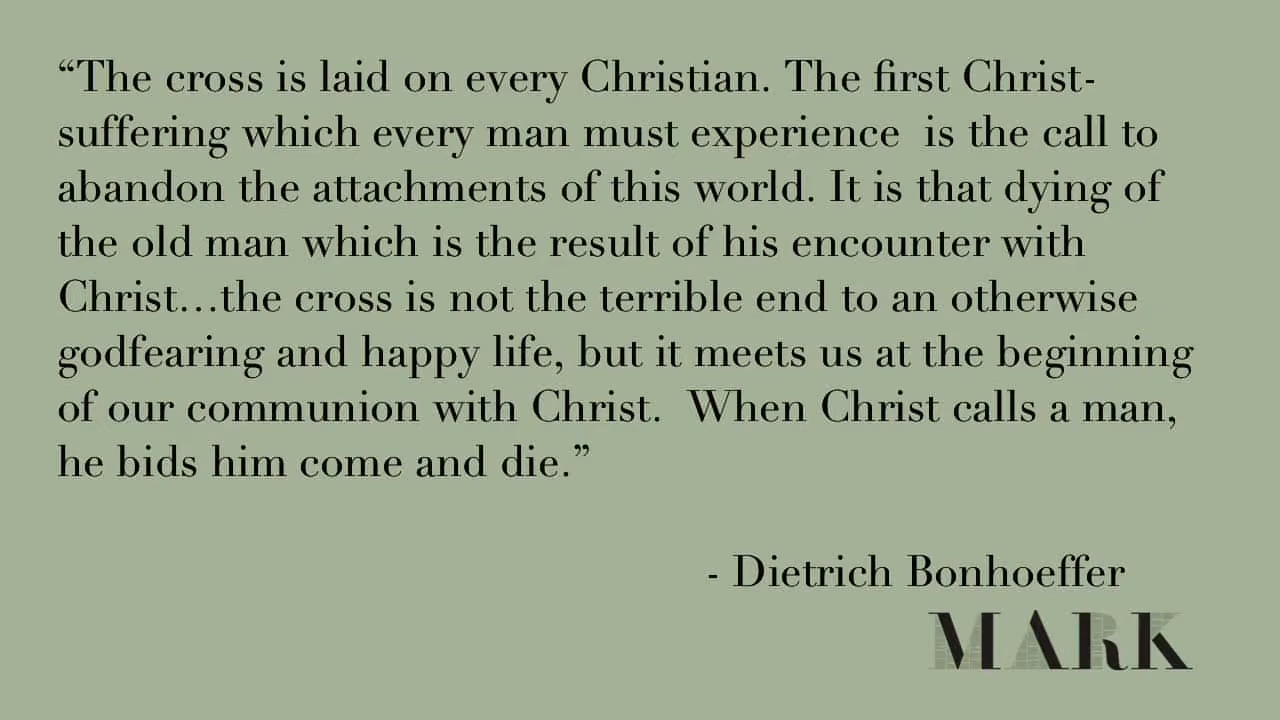 “The cross is laid on every Christian. The first Christ-
suffering which every man must experience  is the call to
abandon the attachments of this world. It is that dying of
the old man which is the result of his encounter with
Christ...the cross is not the terrible end to an otherwise
godfearing and happy life, but it meets us at the beginning
of our communion with Christ.  When Christ calls a man,
he bids him come and die.”
- Dietrich Bonhoeffer
MARK